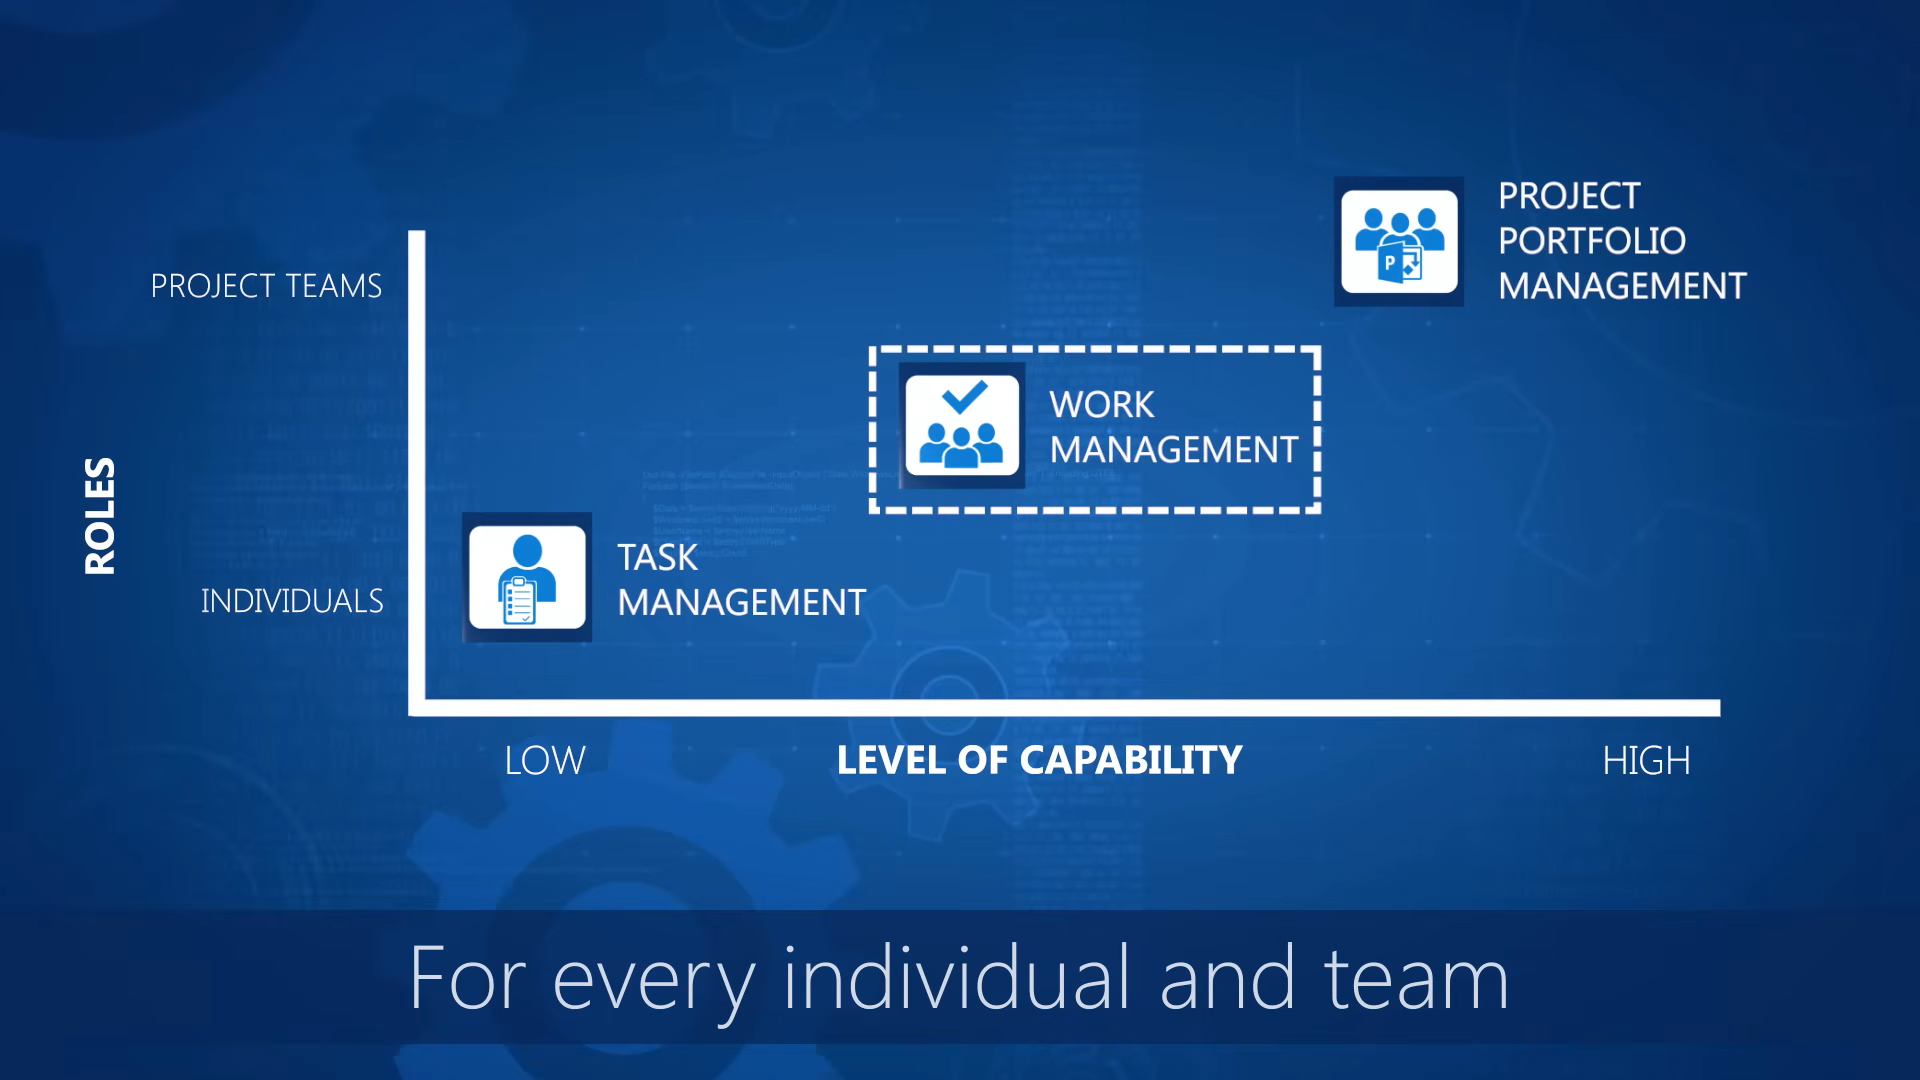 PROJECT
PORTFOLIO
MANAGEMENT
P
PROJECT TEAMS
WORK
MANAGEMENT
ROLES
TASK
MANAGEMENT
INDIVIDUALS
LOW
LEVEL OF CAPABILITY
HIGH
For every individual and team